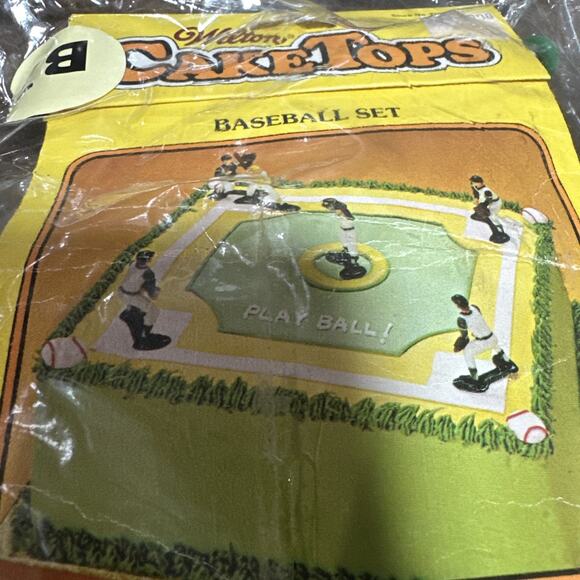 Wilton
CAKE TOPS
B
BASEBALL SET
PLAY BALL!